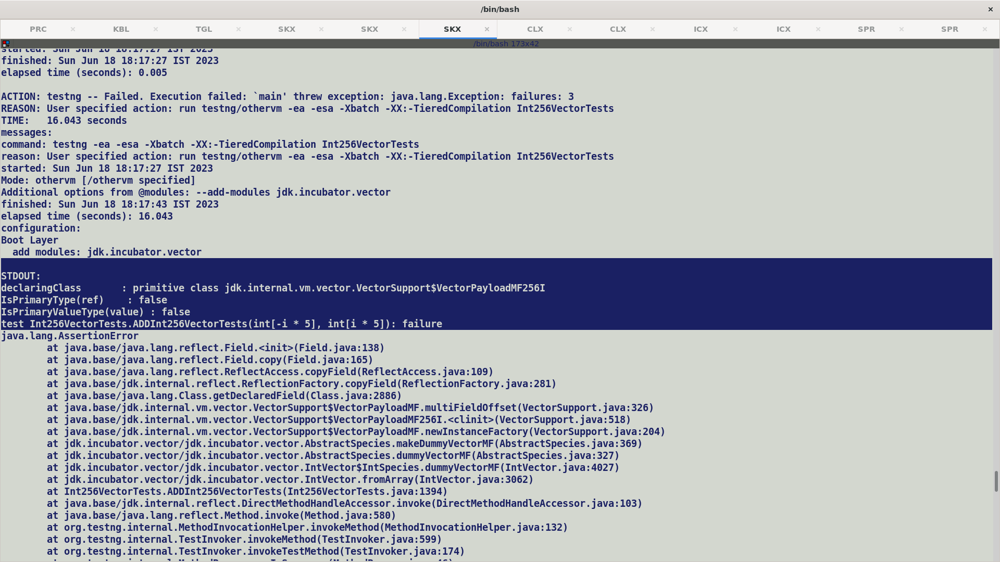 /bin/bash
PRC KBL TGL SKX SKX SKX CLX CLX ICX ICX SPR SPR
/bin/bash 173x42
started: Sun Jun 18 18:17:27 IST 2023
finished: Sun Jun 18 18:17:27 IST 2023
elapsed time (seconds): 0.005
ACTION: testng -- Failed. Execution failed: `main' threw exception: java.lang.Exception: failures: 3
REASON: User specified action: run testng/othervm -ea -esa -Xbatch -XX:-TieredCompilation Int256VectorTests
TIME:   16.043 seconds
messages:
command: testng -ea -esa -Xbatch -XX:-TieredCompilation Int256VectorTests
reason: User specified action: run testng/othervm -ea -esa -Xbatch -XX:-TieredCompilation Int256VectorTests
started: Sun Jun 18 18:17:27 IST 2023
Mode: othervm [/othervm specified]
Additional options from @modules: --add-modules jdk.incubator.vector
finished: Sun Jun 18 18:17:43 IST 2023
elapsed time (seconds): 16.043
configuration:
Boot Layer
  add modules: jdk.incubator.vector
STDOUT:
declaringClass       : primitive class jdk.internal.vm.vector.VectorSupport$VectorPayloadMF256I
IsPrimaryType(ref)    : false
IsPrimaryValueType(value) : false
test Int256VectorTests.ADDInt256VectorTests(int[-i * 5], int[i * 5]): failure
java.lang.AssertionError
        at java.base/java.lang.reflect.Field.<init>(Field.java:138)
        at java.base/java.lang.reflect.Field.copy(Field.java:165)
        at java.base/java.lang.reflect.ReflectAccess.copyField(ReflectAccess.java:109)
        at java.base/jdk.internal.reflect.ReflectionFactory.copyField(ReflectionFactory.java:281)
        at java.base/java.lang.Class.getDeclaredField(Class.java:2886)
        at java.base/jdk.internal.vm.vector.VectorSupport$VectorPayloadMF.multiFieldOffset(VectorSupport.java:326)
        at java.base/jdk.internal.vm.vector.VectorSupport$VectorPayloadMF256I.<clinit>(VectorSupport.java:518)
        at java.base/jdk.internal.vm.vector.VectorSupport$VectorPayloadMF.newInstanceFactory(VectorSupport.java:204)
        at jdk.incubator.vector/jdk.incubator.vector.AbstractSpecies.makeDummyVectorMF(AbstractSpecies.java:369)
        at jdk.incubator.vector/jdk.incubator.vector.AbstractSpecies.dummyVectorMF(AbstractSpecies.java:327)
        at jdk.incubator.vector/jdk.incubator.vector.IntVector$IntSpecies.dummyVectorMF(IntVector.java:4027)
        at jdk.incubator.vector/jdk.incubator.vector.IntVector.fromArray(IntVector.java:3062)
        at Int256VectorTests.ADDInt256VectorTests(Int256VectorTests.java:1394)
        at java.base/jdk.internal.reflect.DirectMethodHandleAccessor.invoke(DirectMethodHandleAccessor.java:103)
        at java.base/java.lang.reflect.Method.invoke(Method.java:580)
        at org.testng.internal.MethodInvocationHelper.invokeMethod(MethodInvocationHelper.java:132)
        at org.testng.internal.TestInvoker.invokeMethod(TestInvoker.java:599)
        at org.testng.internal.TestInvoker.invokeTestMethod(TestInvoker.java:174)